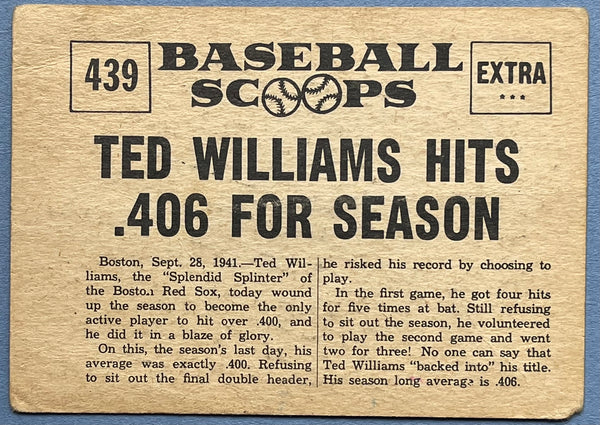 439
BASEBALL
SCOOPS
EXTRA
***
TED WILLIAMS HITS
.406 FOR SEASON
Boston, Sept. 28, 1941.—Ted Wil-
liams, the "Splendid Splinter" of
the Boston Red Sox, today wound
up the season to become the only
active player to hit over .400, and
he did it in a blaze of glory.
On this, the season's last day, his
average was exactly .400. Refusing
to sit out the final double header,
he risked his record by choosing to
play.
In the first game, he got four hits
for five times at bat. Still refusing
to sit out the season, he volunteered
to play the second game and went
two for three! No one can say that
Ted Williams "backed into" his title.
His season long average is .406.